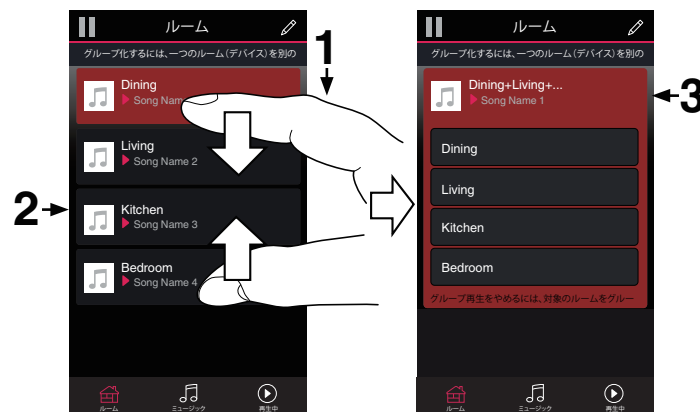 ルーム
グループ化するには、一つのルーム(デバイス)を別の
1
Dining
Song Nam
Living
Song Name 2
2
Kitchen
Song Name 3
Bedroom
Song Name 4
ルーム
ミュージック
再生中
ルーム
グループ化するには、一つのルーム(デバイス)を別の
Dining+Living+...
Song Name 1
3
Dining
Living
Kitchen
Bedroom
グループ再生をやめるには、対象のルームをグルー
ルーム
ミュージック
再生中